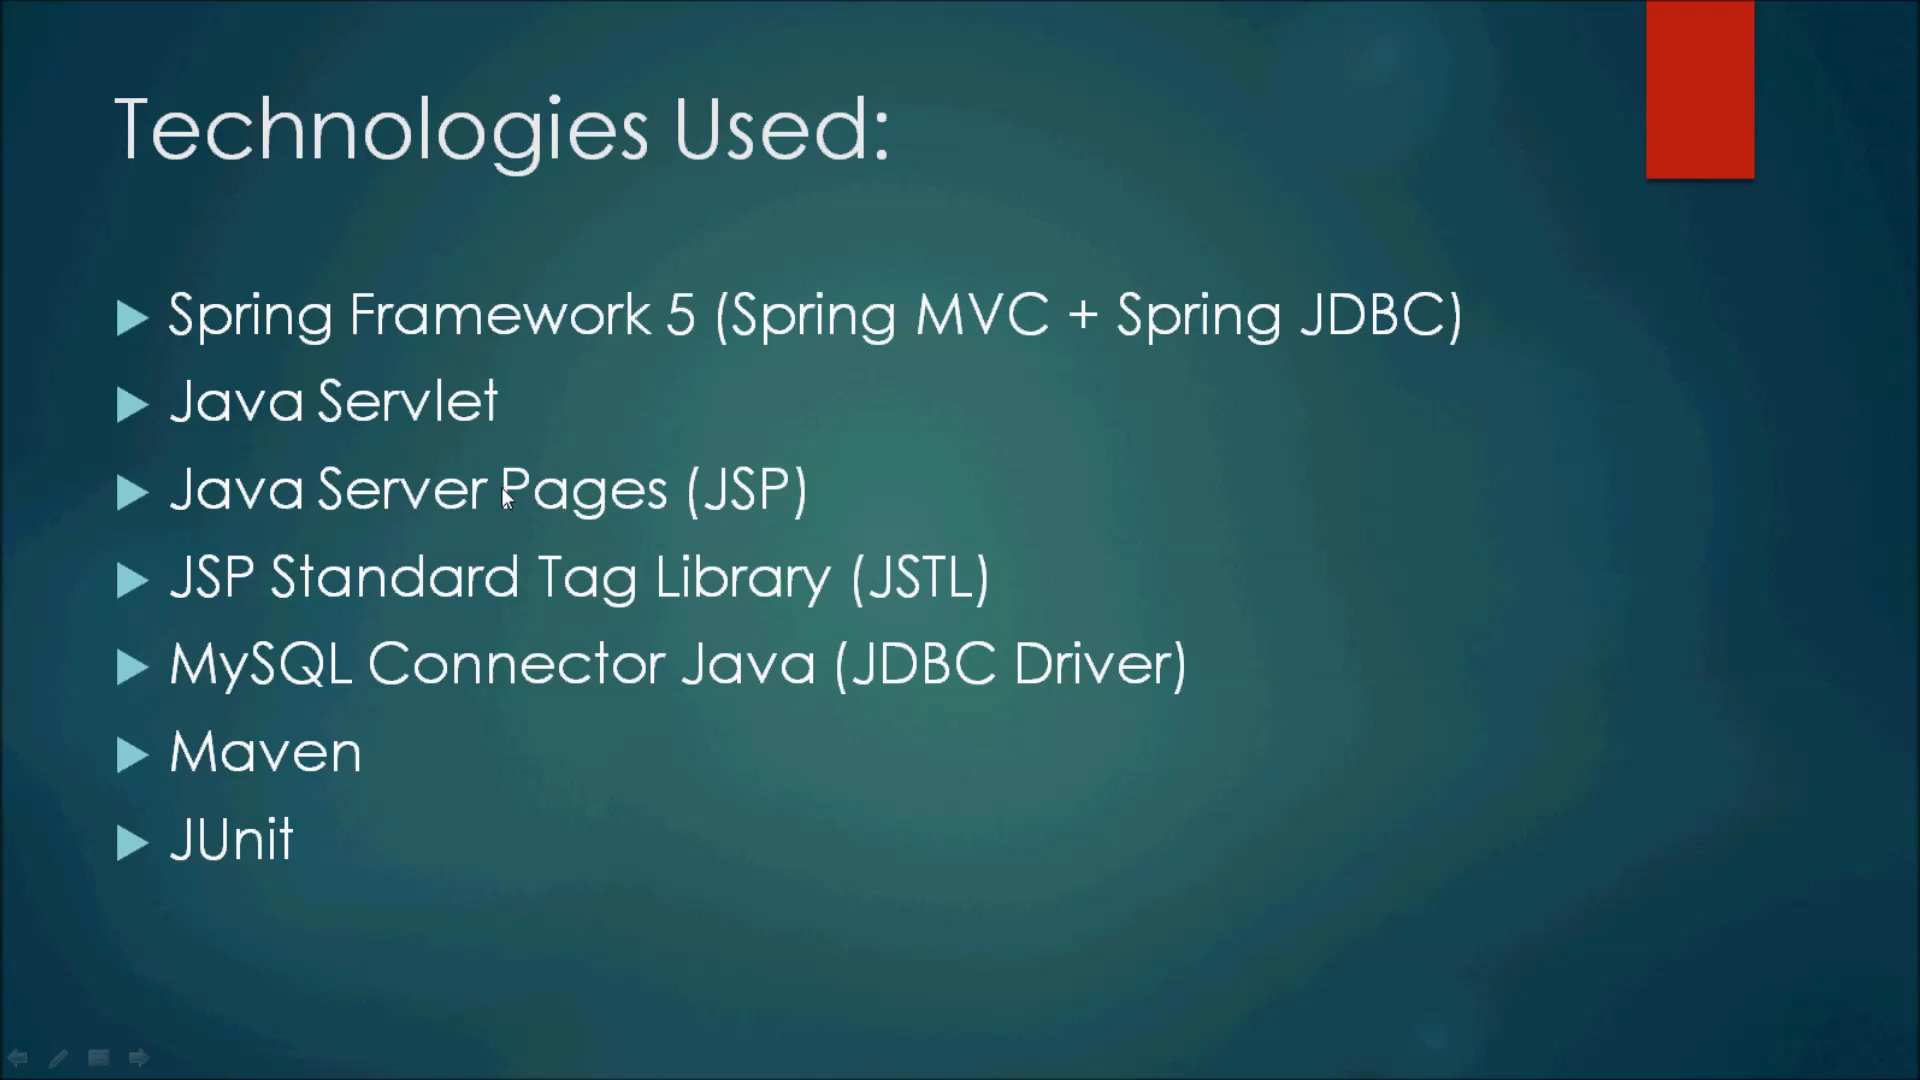 Technologies Used:
Spring Framework 5 (Spring MVC + Spring JDBC)
Java Servlet
Java Server Pages (JSP)
JSP Standard Tag Library (JSTL)
MySQL Connector Java (JDBC Driver)
Maven
JUnit